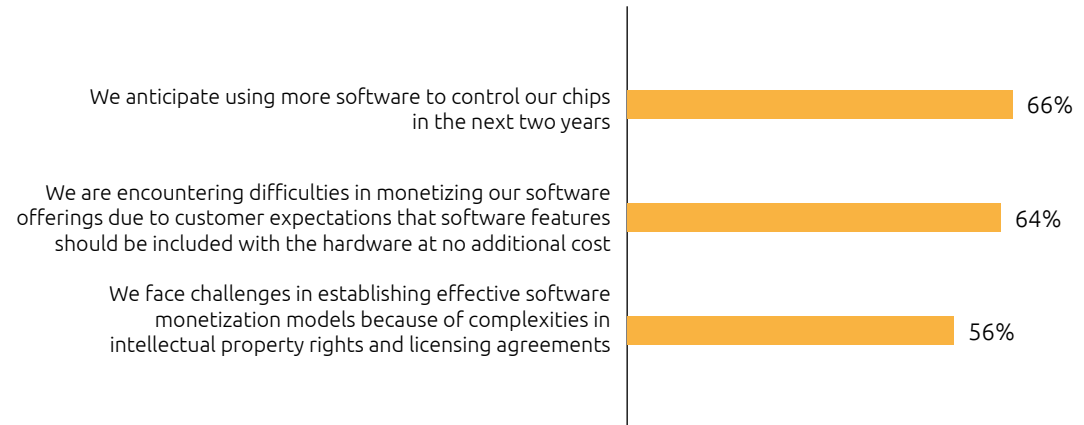 We anticipate using more software to control our chips
in the next two years
66%
We are encountering difficulties in monetizing our software
offerings due to customer expectations that software features
should be included with the hardware at no additional cost
64%
We face challenges in establishing effective software
monetization models because of complexities in
intellectual property rights and licensing agreements
56%